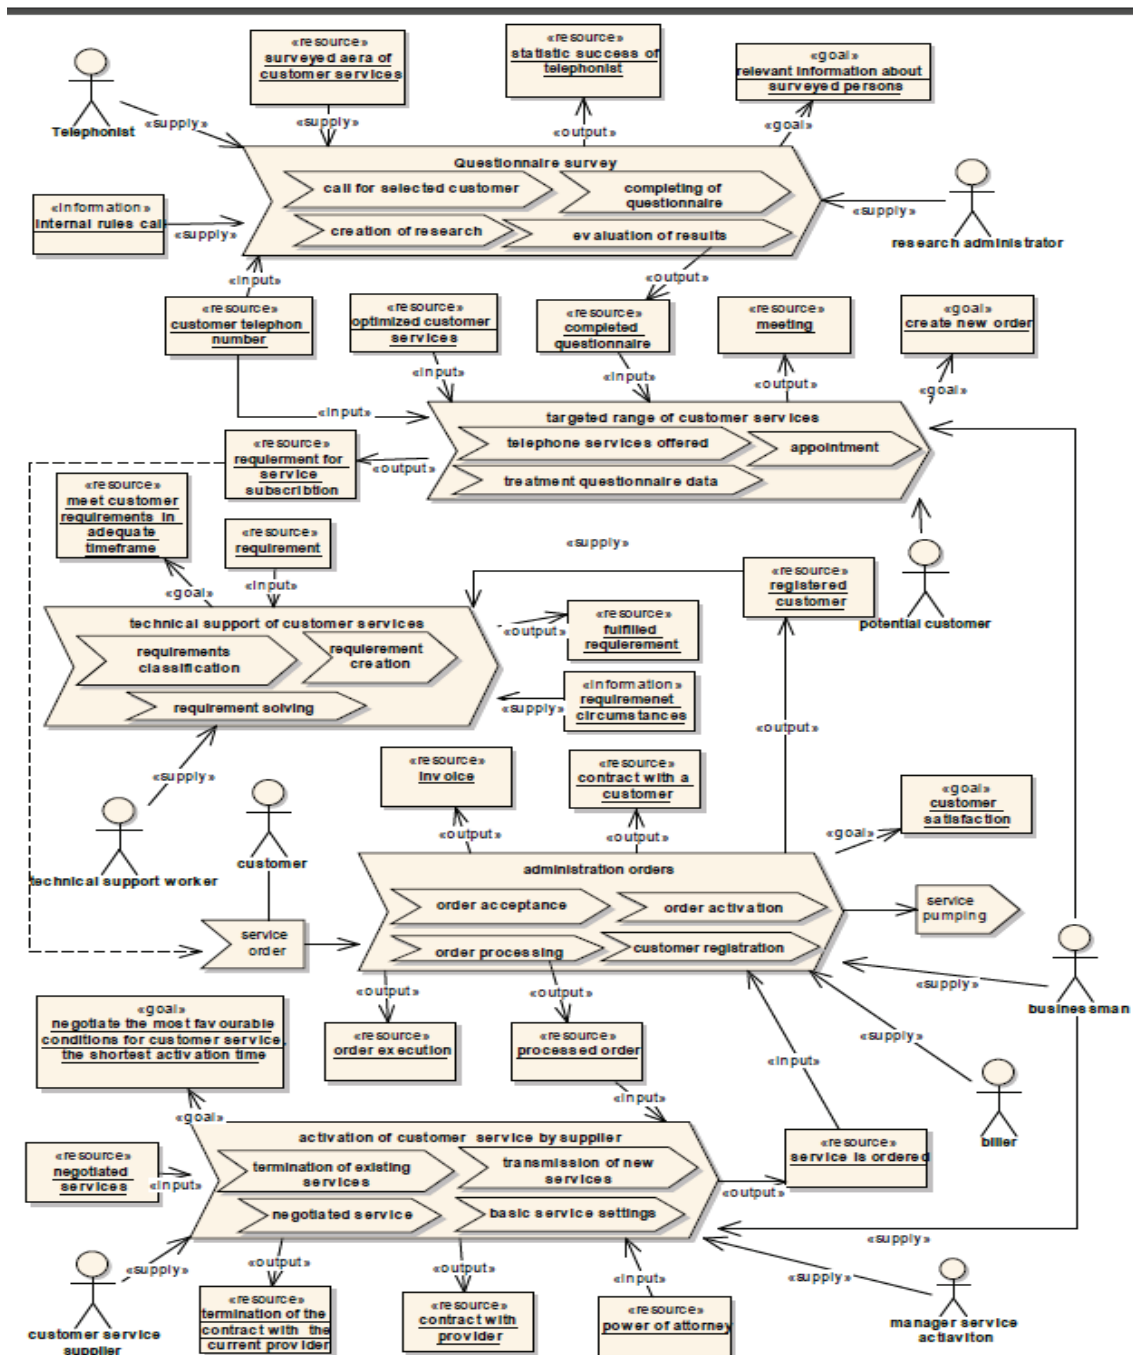 «resource»
surveyed aera of
customer services
«resource»
statistic success of
telephonist
«goal»
relevant information about
surveyed persons
Telephonist
«supply»
«supply»
«output»
«goal»
Questionnaire survey
call for selected customer
completing of
questionnaire
creation of research
evaluation of results
«information»
internal rules call
«supply»
«supply»
research administrator
«input»
«output»
«resource»
customer telephon
number
«resource»
optimized customer
services
«resource»
completed
questionnaire
«resource»
meeting
«goal»
create new order
«input»
«input»
«input»
«output»
«goal»
targeted range of customer services
telephone services offered
appointment
treatment questionnaire data
«resource»
requierment for
service
subscribtion
«output»
«resource»
meet customer
requirements in
adequate
timeframe
«resource»
requirement
«supply»
«resource»
registered
customer
potential customer
«goal»
«input»
technical support of customer services
requirements
classification
requierement
creation
requirement solving
«output»
«resource»
fulfilled
requierement
«supply»
«information»
requiremenet
circumstances
«output»
«supply»
technical support worker
customer
«resource»
invoice
«resource»
contract with a
customer
«goal»
customer
satisfaction
«output»
«output»
«goal»
administration orders
order acceptance
order activation
order processing
customer registration
service
order
service
pumping
«supply»
businessman
«output»
«output»
«goal»
negotiate the most favourable
conditions for customer service,
the shortest activation time
«resource»
order execution
«resource»
processed order
«supply»
biller
«input»
«input»
«goal»
activation of customer service by supplier
termination of existing
services
transmission of new
services
negotiated service
basic service settings
«resource»
negotiated
services
«input»
«output»
«resource»
service is ordered
«supply»
«supply»
«output»
«output»
«input»
«supply»
customer service
supplier
«resource»
termination of the
contract with the
current provider
«resource»
contract with
provider
«resource»
power of attorney
manager service
actiaviton